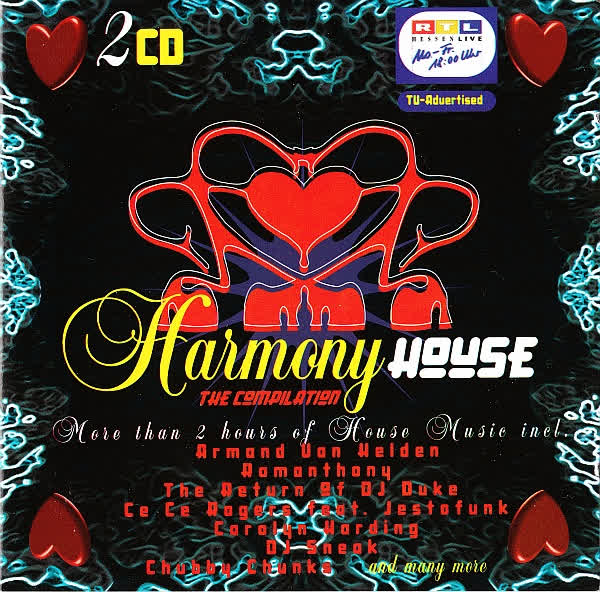 2 CD
RTL
HESSEN LIVE
Mo.-Fr.
18:00 Uhr
TV-Advertised
Harmony HOUSE
THE COMPILATION
More than 2 hours of House Music incl.
Armand Van Helden
Romanthony
The Return Of DJ Duke
Ce Ce Rogers feat. Jestofunk
Carolyn Harding
DJ Sneak
Chubby Chunks and many more